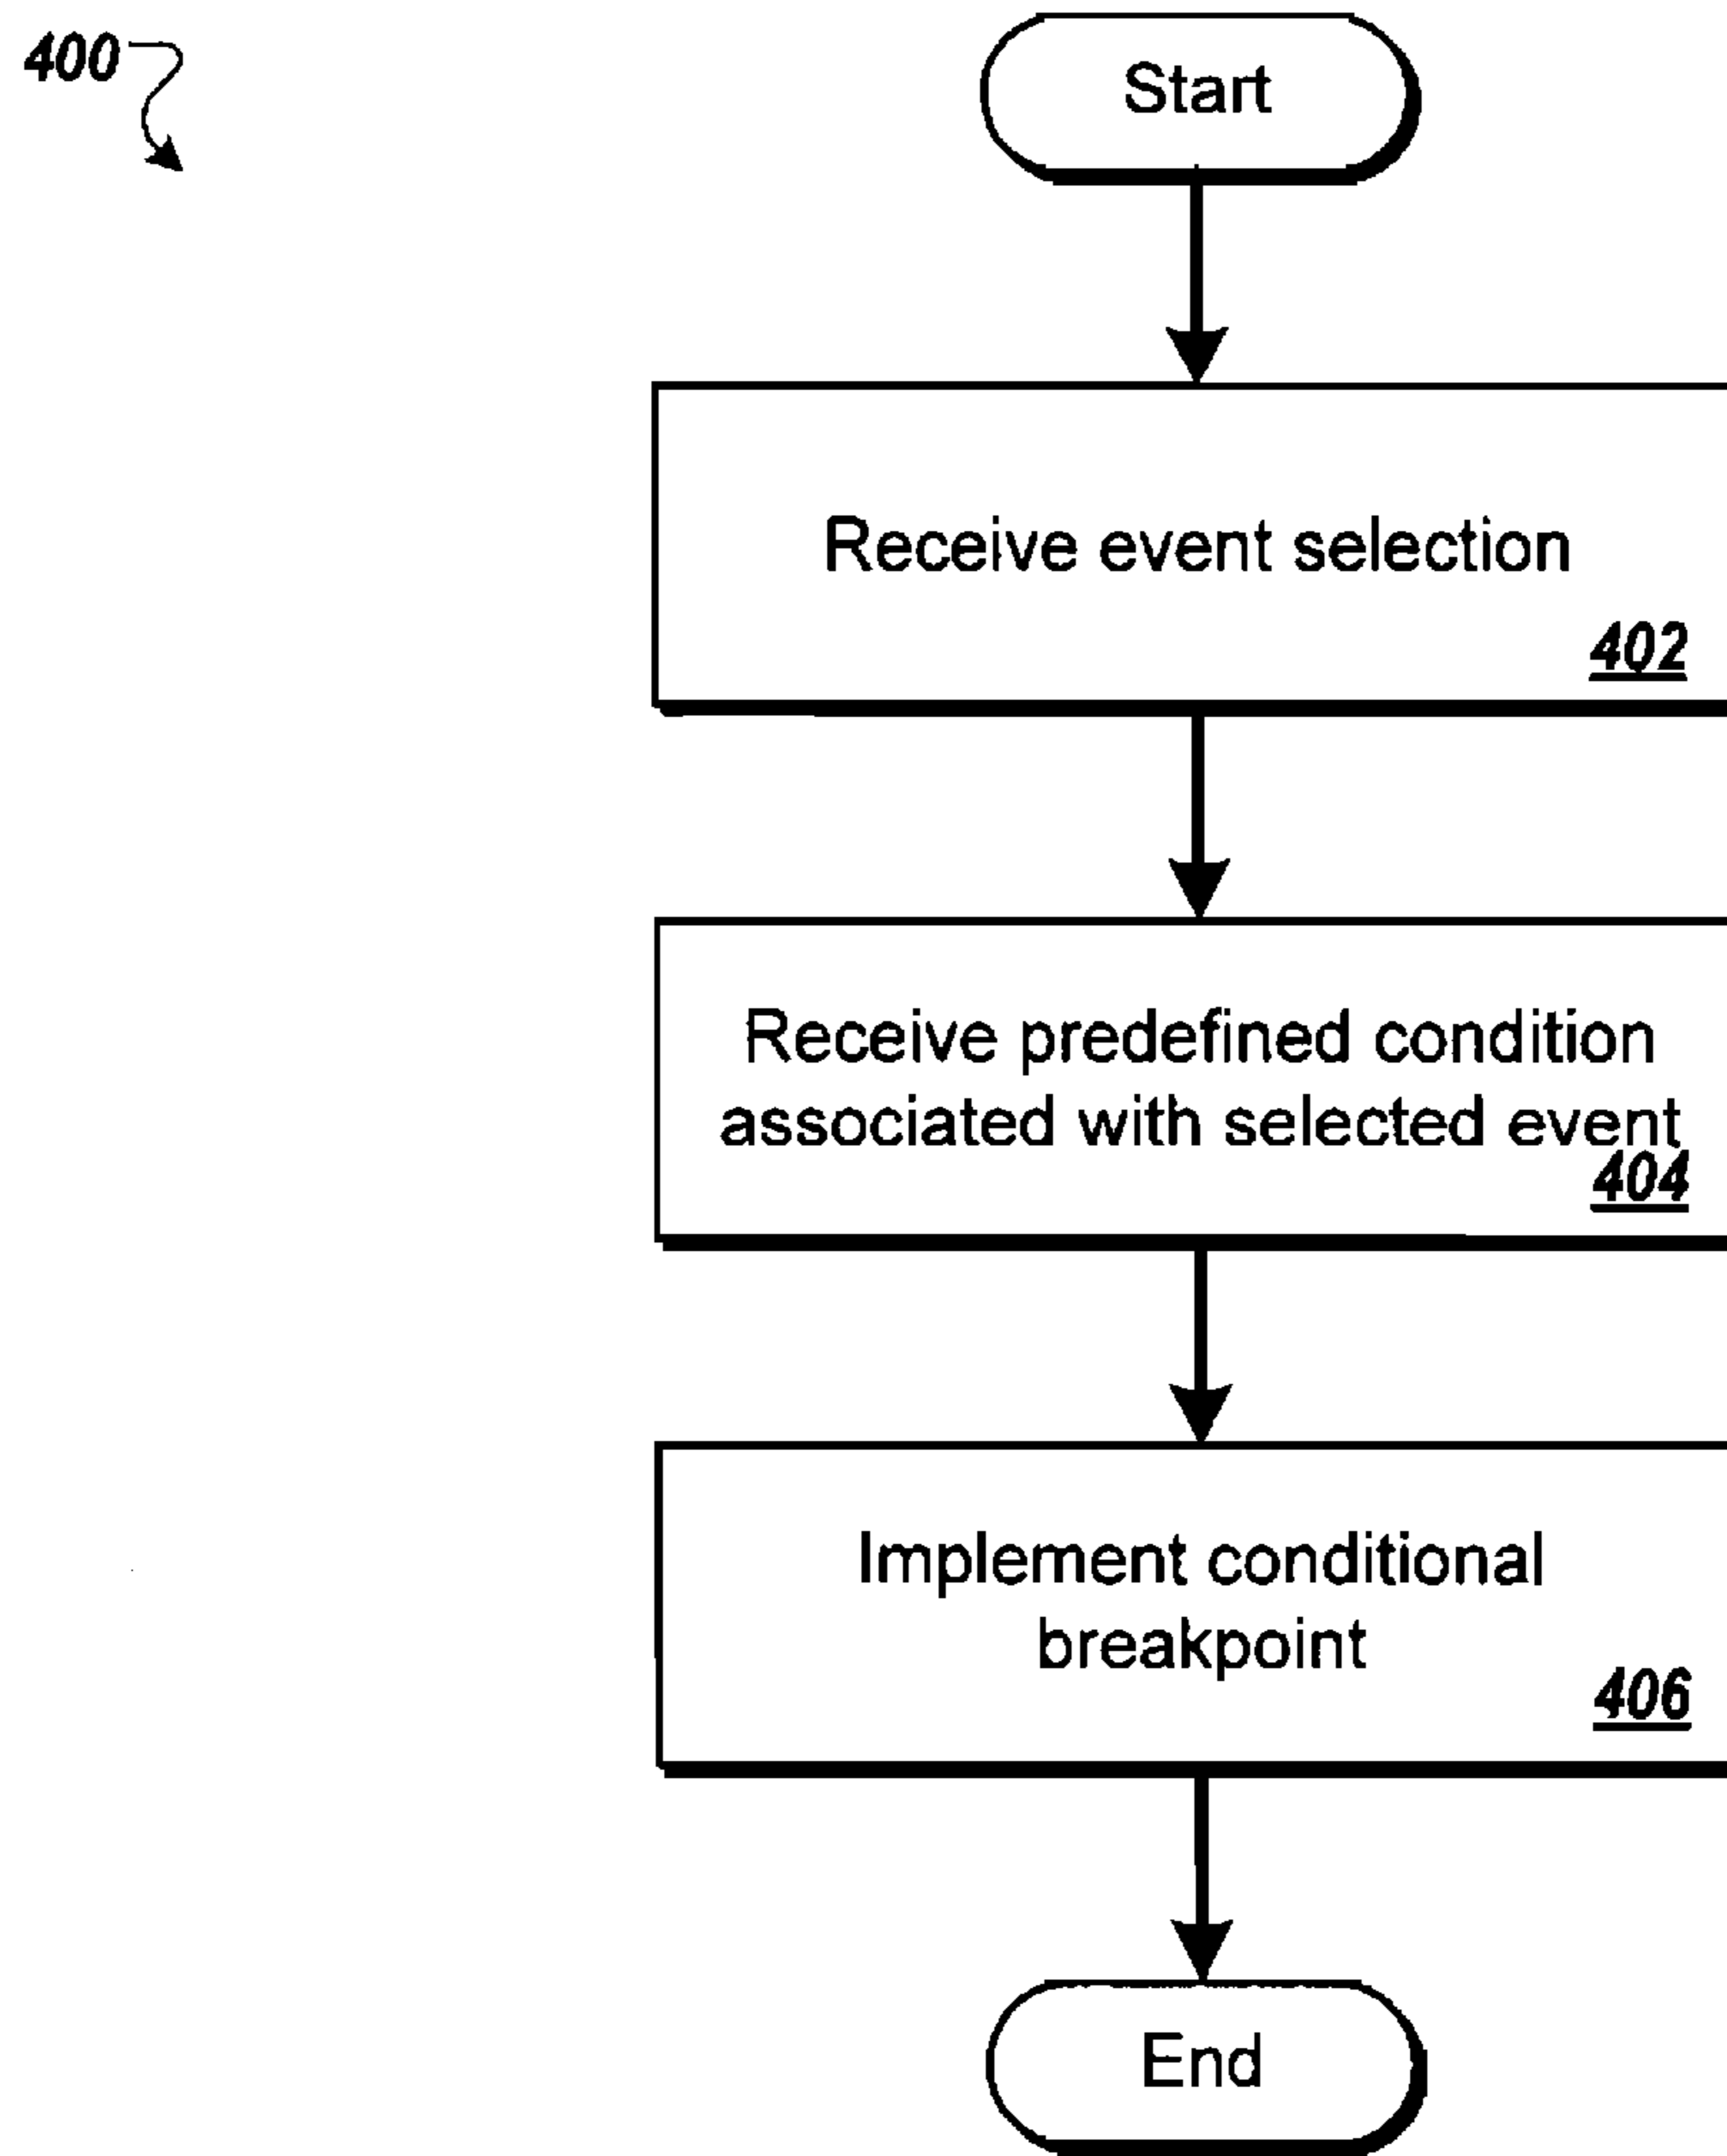 400
Start
Receive event selection
402
Receive predefined condition
associated with selected event
404
Implement conditional
breakpoint
406
End